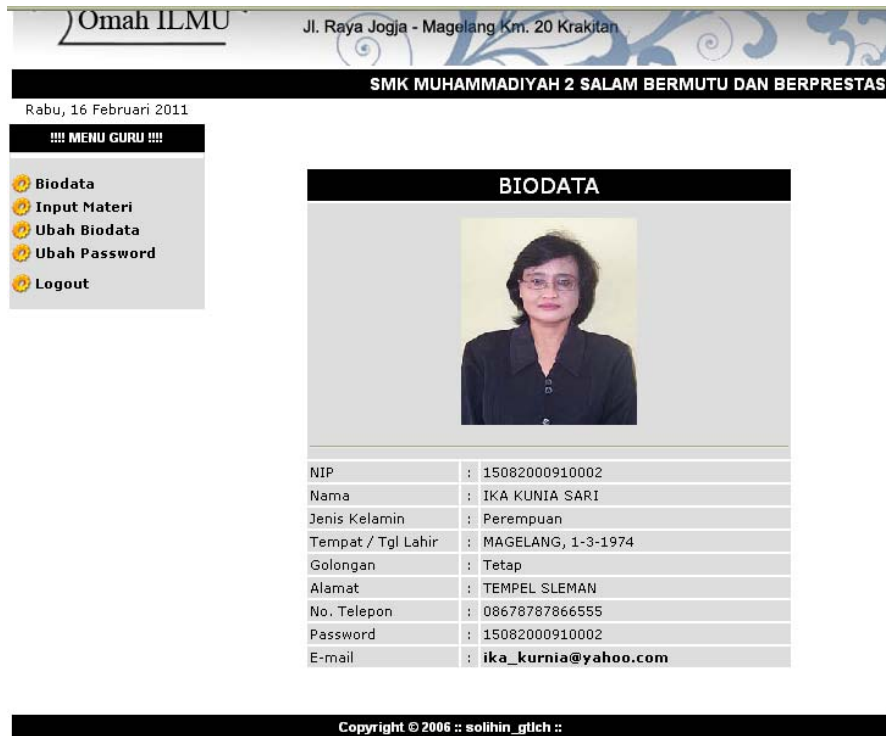 Omah ILMU
Jl. Raya Jogja - Magelang Km. 20 Krakitan
SMK MUHAMMADIYAH 2 SALAM BERMUTU DAN BERPRESTAS
Rabu, 16 Februari 2011
!!!! MENU GURU !!!!
Biodata
Input Materi
Ubah Biodata
Ubah Password
Logout
BIODATA
NIP : 15082000910002
Nama : IKA KUNIA SARI
Jenis Kelamin : Perempuan
Tempat / Tgl Lahir : MAGELANG, 1-3-1974
Golongan : Tetap
Alamat : TEMPEL SLEMAN
No. Telepon : 08678787866555
Password : 15082000910002
E-mail : ika_kurnia@yahoo.com
Copyright © 2006 :: solihin_gtlch ::